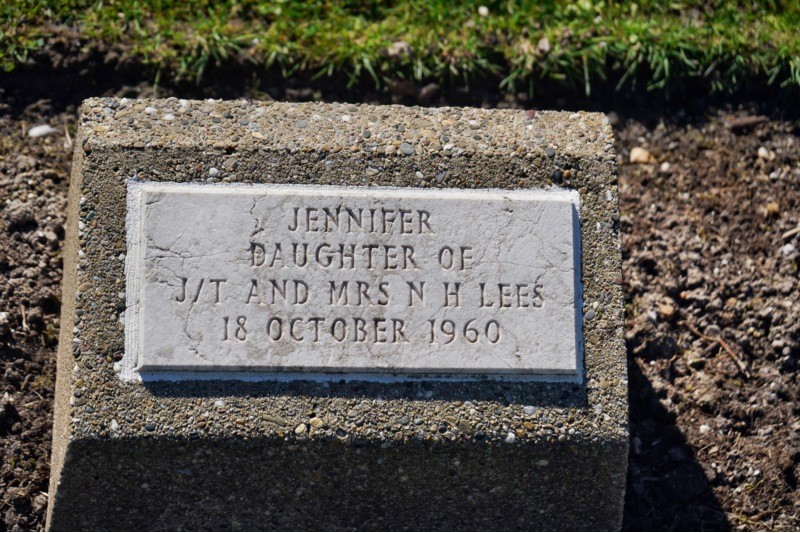 JENNIFER
DAUGHTER OF
J/T AND MRS N H LEES
18 OCTOBER 1960